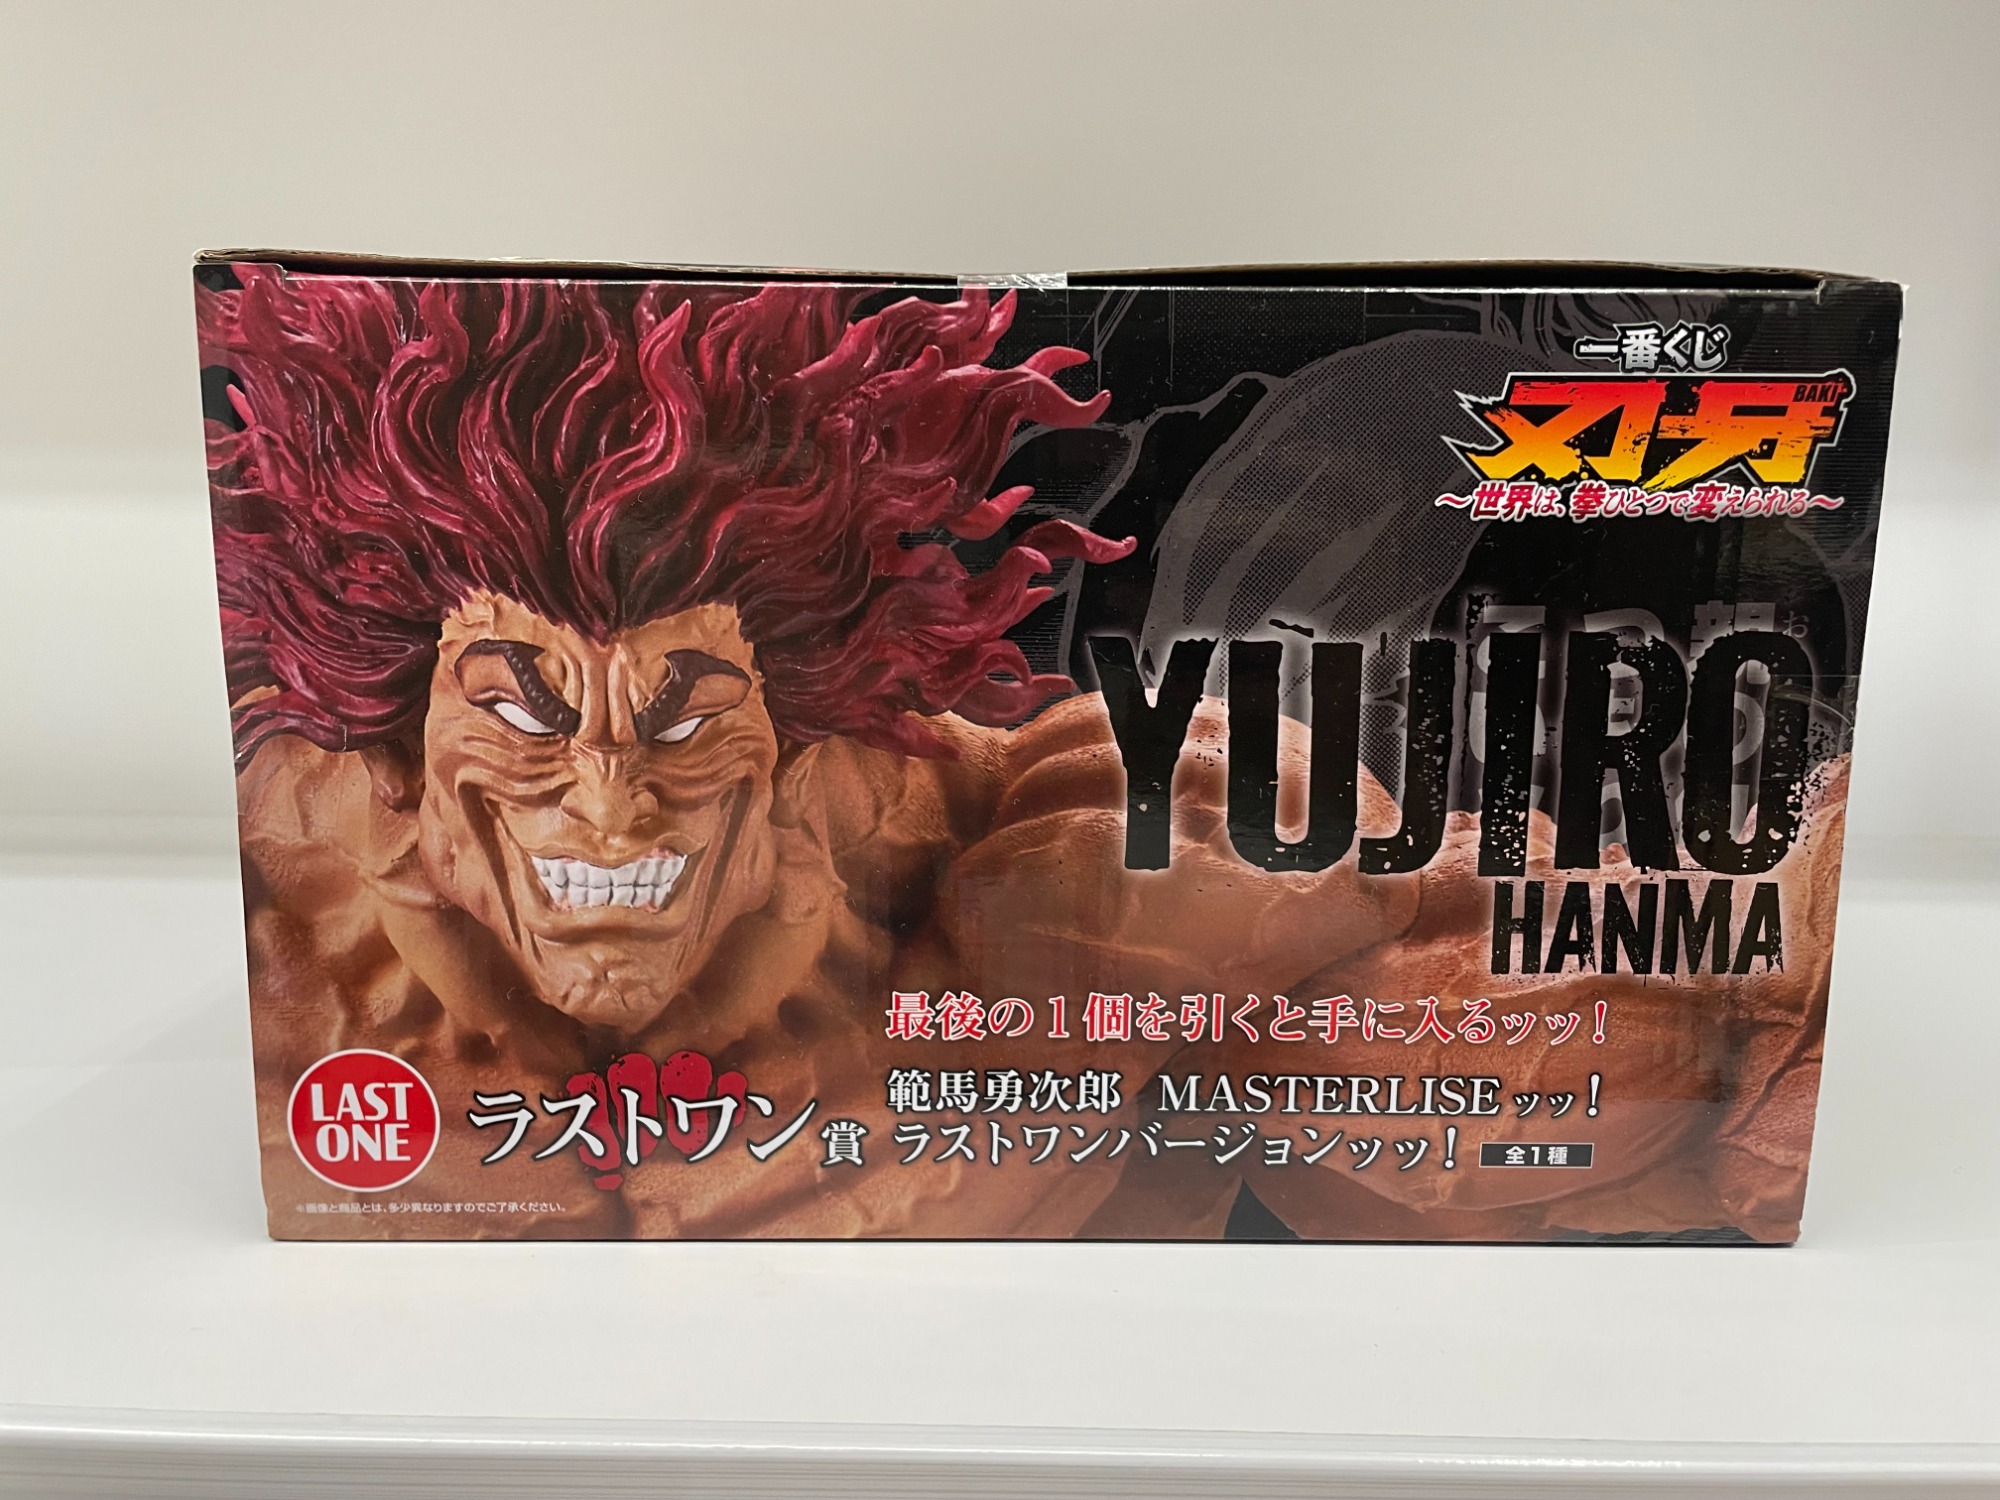 一番くじ
刃牙
BAKI
～世界は、拳ひとつで変えられる～
YUJIRO
HANMA
最後の1個を引くと手に入るッッ!
LAST
ONE
ラストワン賞
範馬勇次郎 MASTERLISEッッ!
ラストワンバージョンッッ!
全1種
※画像と商品とは、多少異なりますのでご了承ください。